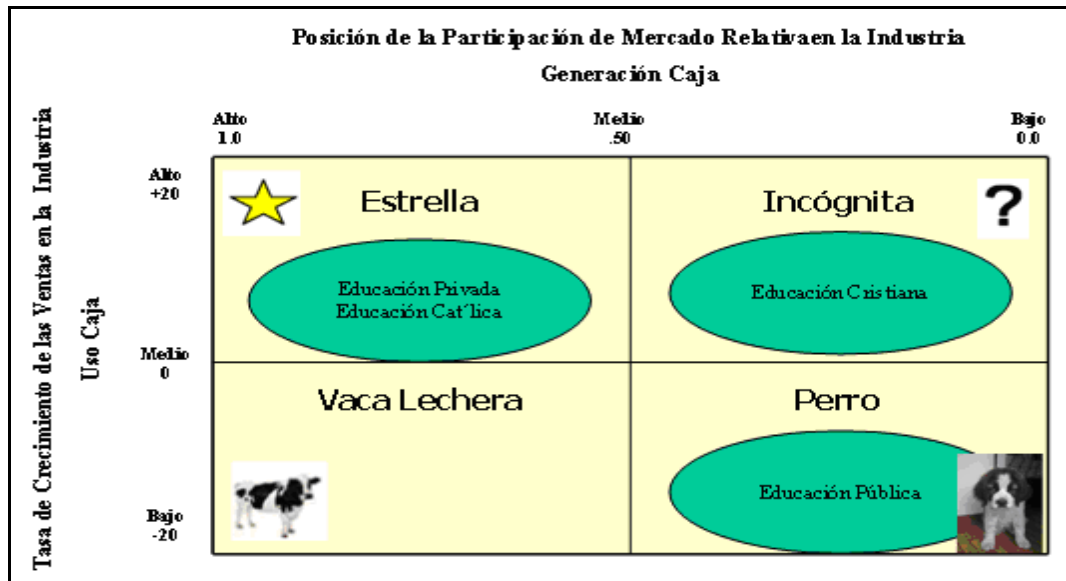 Posición de la Participación de Mercado Relativaen la Industria
Generación Caja
Alto
1.0
Medio
.50
Bajo
0.0
Tasa de Crecimiento de las Ventas en la Industria
Uso Caja
Alto
+20
Estrella
Incógnita
?
Educación Privada
Educación Cat´lica
Educación Cristiana
Medio
0
Vaca Lechera
Perro
Educación Pública
Bajo
-20